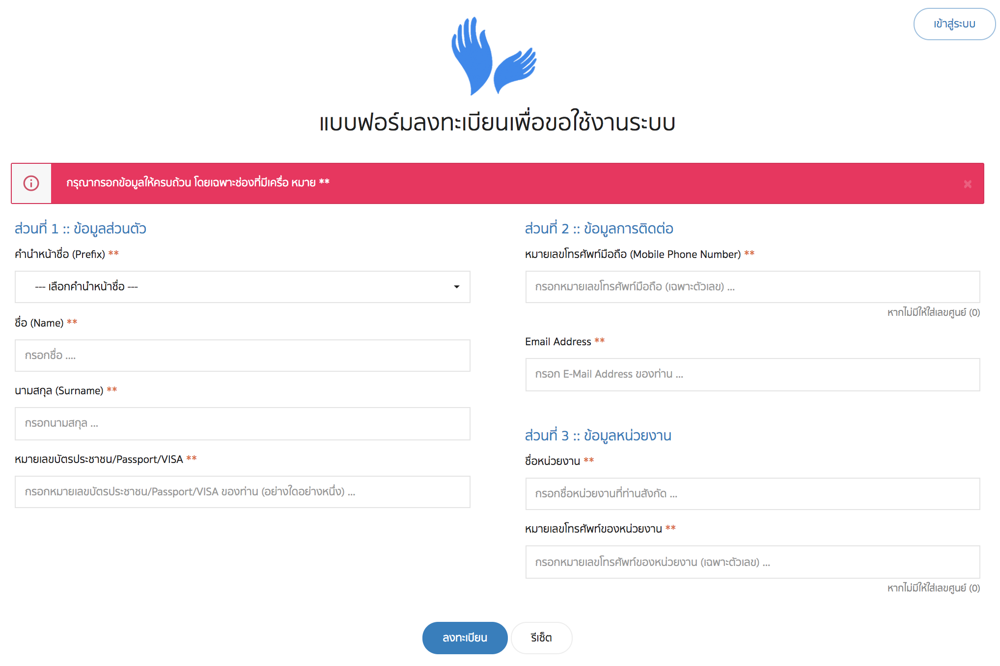 เข้าสู่ระบบ
แบบฟอร์มลงทะเบียนเพื่อขอใช้งานระบบ
กรุณากรอกข้อมูลให้ครบถ้วน โดยเฉพาะช่องที่มีเครื่อ หมาย **
ส่วนที่ 1 :: ข้อมูลส่วนตัว
คำนำหน้าชื่อ (Prefix) **
--- เลือกคำนำหน้าชื่อ ---
ชื่อ (Name) **
กรอกชื่อ ....
นามสกุล (Surname) **
กรอกนามสกุล ...
หมายเลขบัตรประชาชน/Passport/VISA **
กรอกหมายเลขบัตรประชาชน/Passport/VISA ของท่าน (อย่างใดอย่างหนึ่ง) ...
ส่วนที่ 2 :: ข้อมูลการติดต่อ
หมายเลขโทรศัพท์มือถือ (Mobile Phone Number) **
กรอกหมายเลขโทรศัพท์มือถือ (เฉพาะตัวเลข) ...
หากไม่มีให้ใส่เลขศูนย์ (0)
Email Address **
กรอก E-Mail Address ของท่าน ...
ส่วนที่ 3 :: ข้อมูลหน่วยงาน
ชื่อหน่วยงาน **
กรอกชื่อหน่วยงานที่ท่านสังกัด ...
หมายเลขโทรศัพท์ของหน่วยงาน **
กรอกหมายเลขโทรศัพท์ของหน่วยงาน (เฉพาะตัวเลข) ...
หากไม่มีให้ใส่เลขศูนย์ (0)
ลงทะเบียน
รีเซ็ต